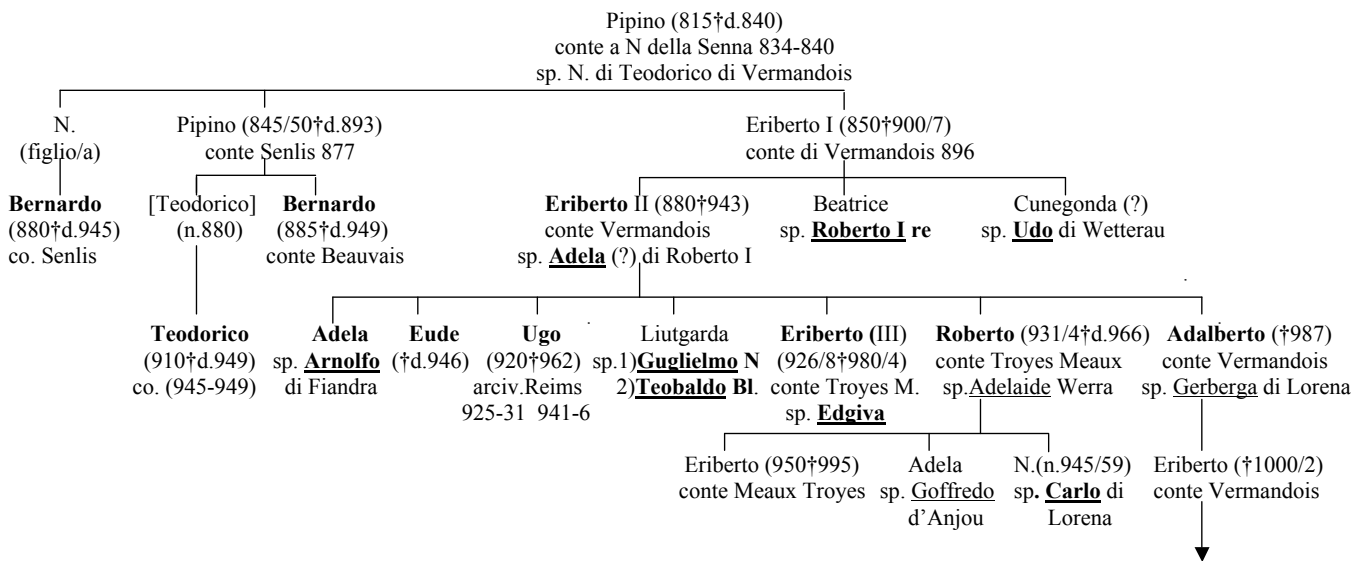 Pipino (815†d.840)
conte a N della Senna 834-840
sp. N. di Teodorico di Vermandois
N.
(figlio/a)
Pipino (845/50†d.893)
conte Senlis 877
Eriberto I (850†900/7)
conte di Vermandois 896
Bernardo
(880†d.945)
co. Senlis
[Teodorico]
(n.880)
Bernardo
(885†d.949)
conte Beauvais
Eriberto II (880†943)
conte Vermandois
sp. Adela (?) di Roberto I
Beatrice
sp. Roberto I re
Cunegonda (?)
sp. Udo di Wetterau
Teodorico
(910†d.949)
co. (945-949)
Adela
sp. Arnolfo
di Fiandra
Eude
(†d.946)
Ugo
(920†962)
arciv.Reims
925-31 941-6
Liutgarda
sp.1)Guglielmo N
2)Teobaldo Bl.
Eriberto (III)
(926/8†980/4)
conte Troyes M.
sp. Edgiva
Roberto (931/4†d.966)
conte Troyes Meaux
sp.Adelaide Werra
Adalberto (†987)
conte Vermandois
sp. Gerberga di Lorena
Eriberto (950†995)
conte Meaux Troyes
Adela
sp. Goffredo
d'Anjou
N.(n.945/59)
sp. Carlo di
Lorena
Eriberto (†1000/2)
conte Vermandois